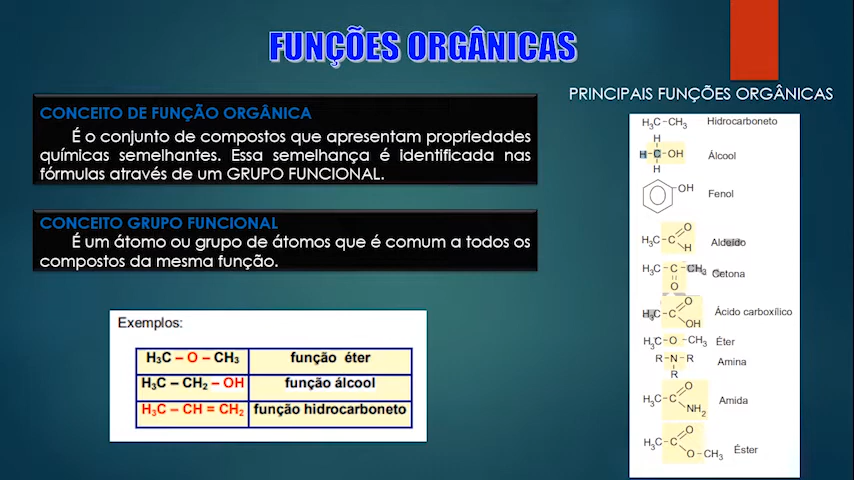 FUNÇÕES ORGÂNICAS
CONCEITO DE FUNÇÃO ORGÂNICA
É o conjunto de compostos que apresentam propriedades
químicas semelhantes. Essa semelhança é identificada nas
fórmulas através de um GRUPO FUNCIONAL.
CONCEITO GRUPO FUNCIONAL
É um átomo ou grupo de átomos que é comum a todos os
compostos da mesma função.
Exemplos:
H₃C – O – CH₃ função éter
H₃C – CH₂ – OH função álcool
H₃C – CH = CH₂ função hidrocarboneto
PRINCIPAIS FUNÇÕES ORGÂNICAS
H₃C-CH₃ Hidrocarboneto
H
H-C-OH Álcool
H
OH
Fenol
O
H₃C-C Aldeído
H
H₃C-C-CH₃ Cetona
O
O
H₃C-C Ácido carboxílico
OH
H₃C-O-CH₃ Éter
R-N-R Amina
R
O
H₃C-C Amida
NH₂
O
H₃C-C Éster
O-CH₃